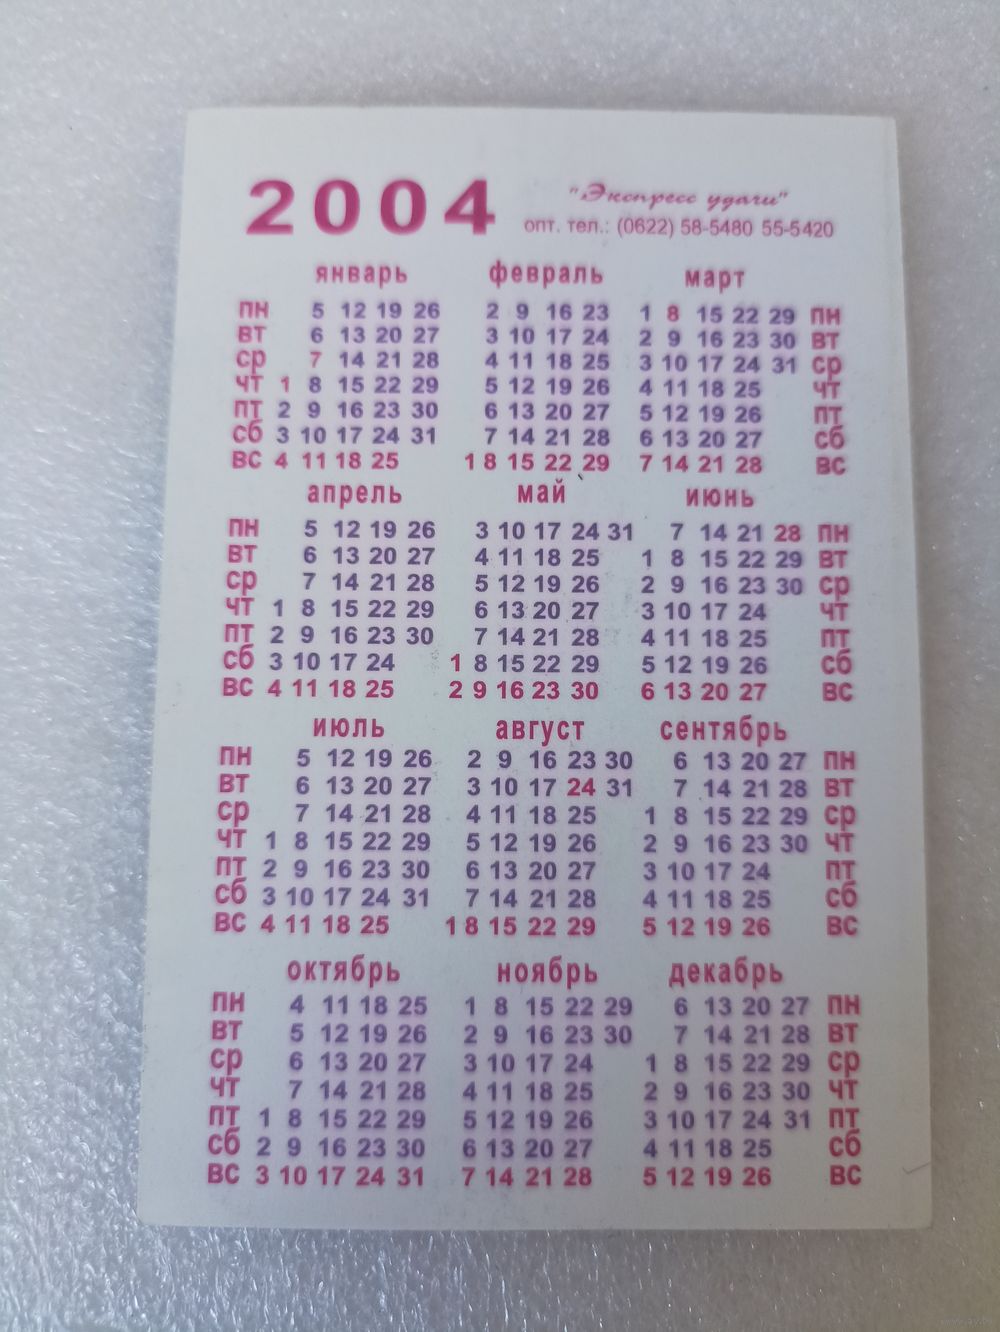 2004 "Экспресс удачи"
опт. тел.: (0622) 58-5480 55-5420
январь февраль март
пн 5 12 19 26 2 9 16 23 1 8 15 22 29 пн
вт 6 13 20 27 3 10 17 24 2 9 16 23 30 вт
ср 7 14 21 28 4 11 18 25 3 10 17 24 31 ср
чт 1 8 15 22 29 5 12 19 26 4 11 18 25 чт
пт 2 9 16 23 30 6 13 20 27 5 12 19 26 пт
сб 3 10 17 24 31 7 14 21 28 6 13 20 27 сб
вс 4 11 18 25 1 8 15 22 29 7 14 21 28 вс
апрель май июнь
пн 5 12 19 26 3 10 17 24 31 7 14 21 28 пн
вт 6 13 20 27 4 11 18 25 1 8 15 22 29 вт
ср 7 14 21 28 5 12 19 26 2 9 16 23 30 ср
чт 1 8 15 22 29 6 13 20 27 3 10 17 24 чт
пт 2 9 16 23 30 7 14 21 28 4 11 18 25 пт
сб 3 10 17 24 1 8 15 22 29 5 12 19 26 сб
вс 4 11 18 25 2 9 16 23 30 6 13 20 27 вс
июль август сентябрь
пн 5 12 19 26 2 9 16 23 30 6 13 20 27 пн
вт 6 13 20 27 3 10 17 24 31 7 14 21 28 вт
ср 7 14 21 28 4 11 18 25 1 8 15 22 29 ср
чт 1 8 15 22 29 5 12 19 26 2 9 16 23 30 чт
пт 2 9 16 23 30 6 13 20 27 3 10 17 24 пт
сб 3 10 17 24 31 7 14 21 28 4 11 18 25 сб
вс 4 11 18 25 1 8 15 22 29 5 12 19 26 вс
октябрь ноябрь декабрь
пн 4 11 18 25 1 8 15 22 29 6 13 20 27 пн
вт 5 12 19 26 2 9 16 23 30 7 14 21 28 вт
ср 6 13 20 27 3 10 17 24 1 8 15 22 29 ср
чт 7 14 21 28 4 11 18 25 2 9 16 23 30 чт
пт 1 8 15 22 29 5 12 19 26 3 10 17 24 31 пт
сб 2 9 16 23 30 6 13 20 27 4 11 18 25 сб
вс 3 10 17 24 31 7 14 21 28 5 12 19 26 вс